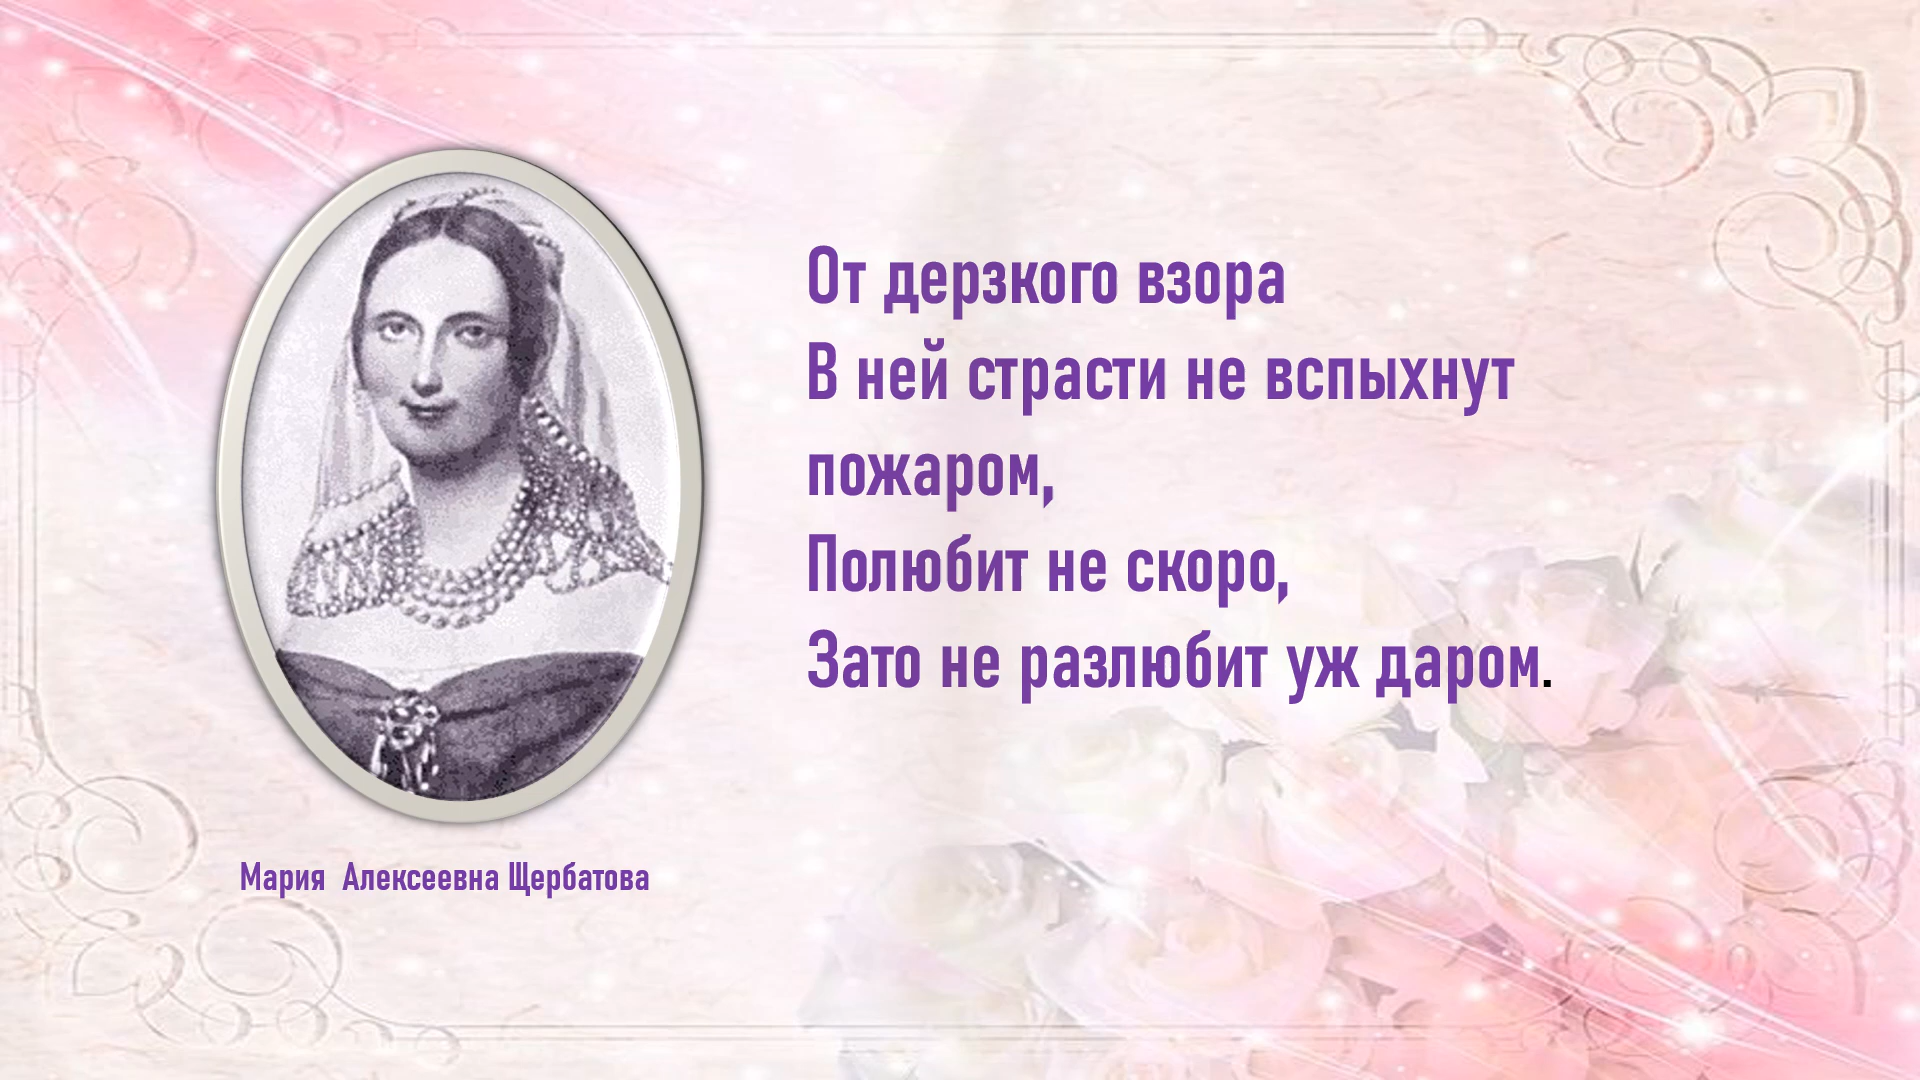 От дерзкого взора
В ней страсти не вспыхнут
пожаром,
Полюбит не скоро,
Зато не разлюбит уж даром.
Мария  Алексеевна Щербатова